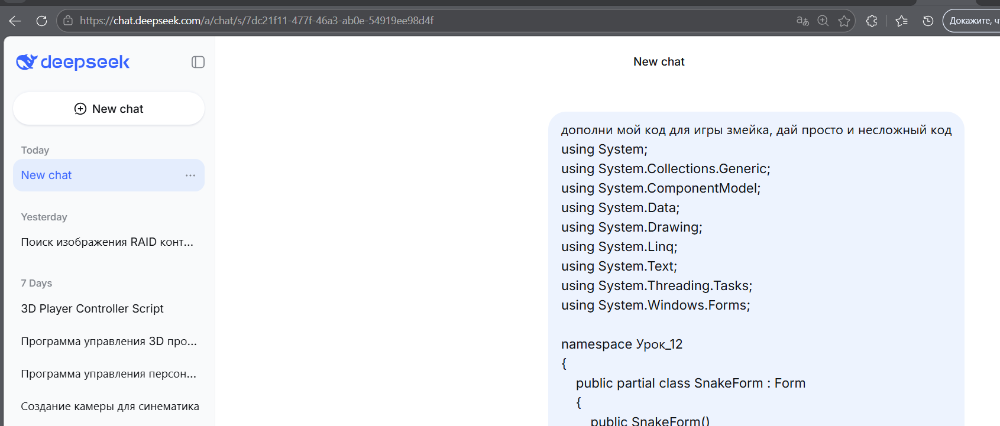 https://chat.deepseek.com/a/chat/s/7dc21f11-477f-46a3-ab0e-54919ee98d4f
Докажите, ч
deepseek
New chat
New chat
Today
New chat
Yesterday
Поиск изображения RAID конт...
7 Days
3D Player Controller Script
Программа управления 3D про...
Программа управления персон...
Создание камеры для синематика
дополни мой код для игры змейка, дай просто и несложный код
using System;
using System.Collections.Generic;
using System.ComponentModel;
using System.Data;
using System.Drawing;
using System.Linq;
using System.Text;
using System.Threading.Tasks;
using System.Windows.Forms;
namespace Урок_12
{
public partial class SnakeForm : Form
{
public SnakeForm()